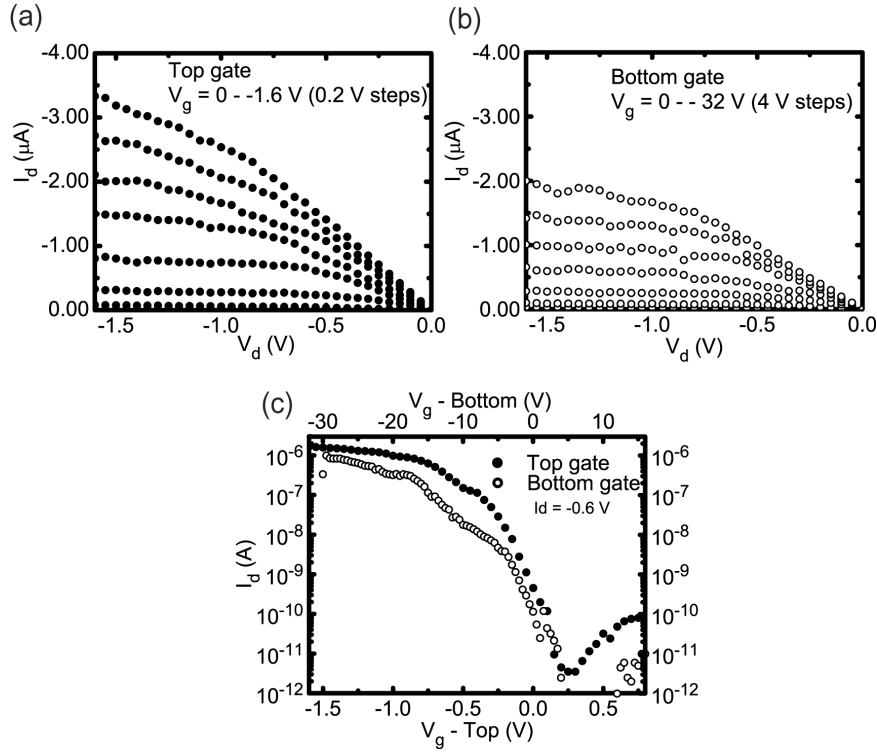 (a)
-4.00
-3.00
-2.00
-1.00
0.00
I_d (μA)
Top gate
V_g = 0 - -1.6 V (0.2 V steps)
-1.5
-1.0
-0.5
0.0
V_d (V)
(b)
-4.00
-3.00
-2.00
-1.00
0.00
I_d (μA)
Bottom gate
V_g = 0 - - 32 V (4 V steps)
-1.5
-1.0
-0.5
0.0
V_d (V)
(c)
V_g - Bottom (V)
-30 -20 -10 0 10
10^-6 10^-6
10^-7 10^-7
10^-8 10^-8
10^-9 10^-9
10^-10 10^-10
10^-11 10^-11
10^-12 10^-12
I_d (A)
Top gate
Bottom gate
Id = -0.6 V
-1.5 -1.0 -0.5 0.0 0.5
V_g - Top (V)